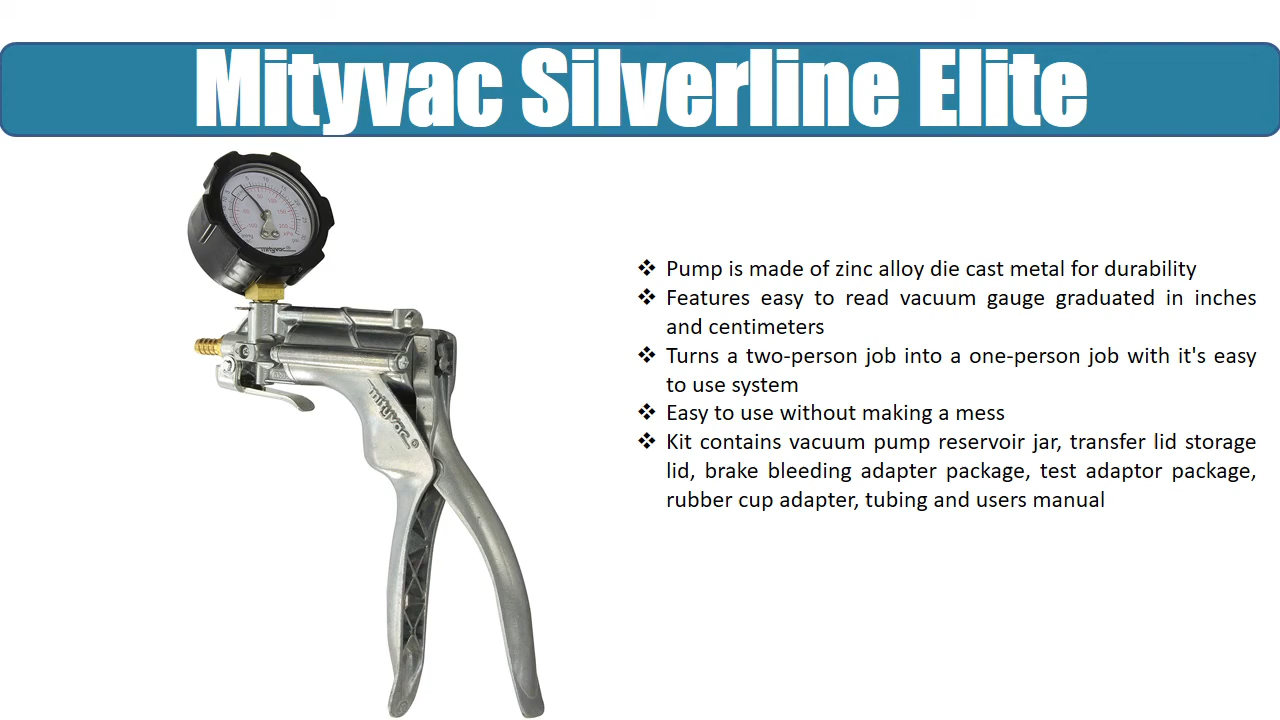 Mityvac Silverline Elite
❖ Pump is made of zinc alloy die cast metal for durability
❖ Features easy to read vacuum gauge graduated in inches
and centimeters
❖ Turns a two-person job into a one-person job with it's easy
to use system
❖ Easy to use without making a mess
❖ Kit contains vacuum pump reservoir jar, transfer lid storage
lid, brake bleeding adapter package, test adaptor package,
rubber cup adapter, tubing and users manual
mityvac®
mityvac®